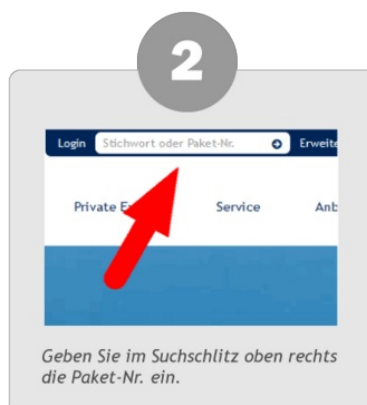 2
Login Stichwort oder Paket-Nr. Erweite
Private E Service Anb
Geben Sie im Suchschlitz oben rechts
die Paket-Nr. ein.